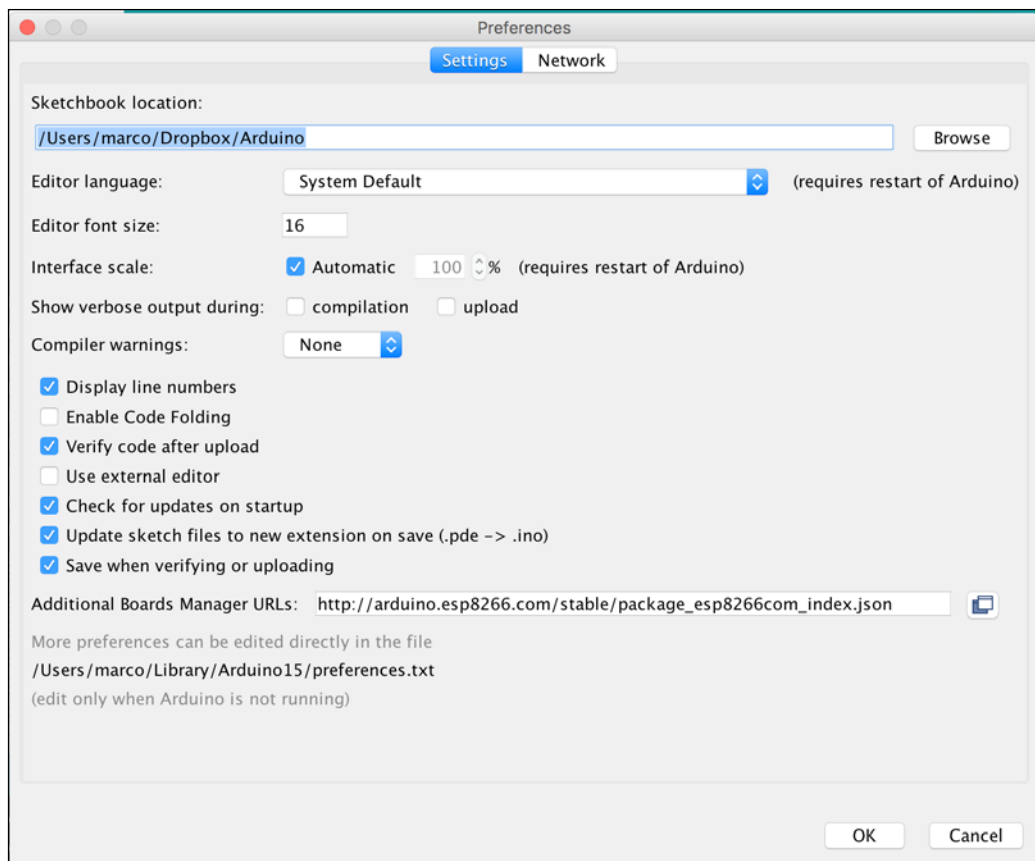 Preferences
Settings Network
Sketchbook location:
/Users/marco/Dropbox/Arduino Browse
Editor language: System Default (requires restart of Arduino)
Editor font size: 16
Interface scale: Automatic 100 % (requires restart of Arduino)
Show verbose output during: compilation upload
Compiler warnings: None
Display line numbers
Enable Code Folding
Verify code after upload
Use external editor
Check for updates on startup
Update sketch files to new extension on save (.pde -> .ino)
Save when verifying or uploading
Additional Boards Manager URLs: http://arduino.esp8266.com/stable/package_esp8266com_index.json
More preferences can be edited directly in the file
/Users/marco/Library/Arduino15/preferences.txt
(edit only when Arduino is not running)
OK Cancel